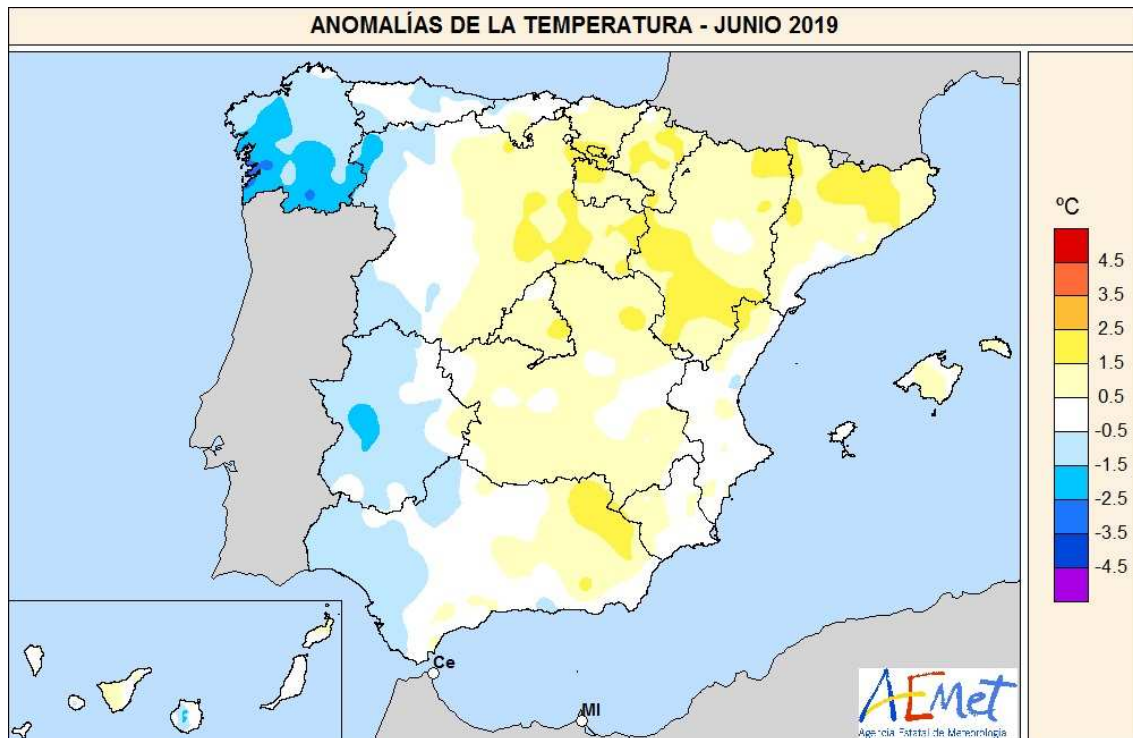 ANOMALÍAS DE LA TEMPERATURA - JUNIO 2019
ºC
4.5
3.5
2.5
1.5
0.5
-0.5
-1.5
-2.5
-3.5
-4.5
Ce
Ml
AEMet
Agencia Estatal de Meteorología